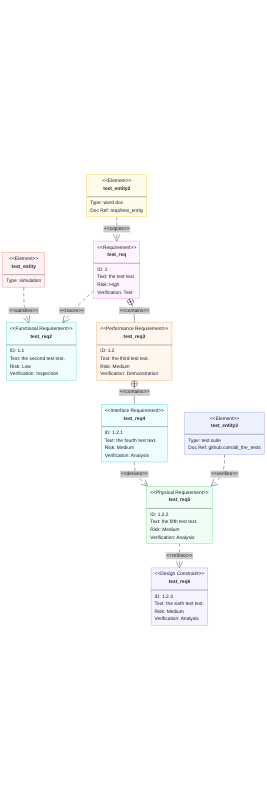 <<Element>>
test_entity2
Type: word doc
Doc Ref: reqs/test_entity
<<copies>>
<<Requirement>>
test_req
ID: 1
Text: the test text.
Risk: High
Verification: Test
<<Element>>
test_entity
Type: simulation
<<satisfies>>
<<traces>>
<<contains>>
<<Functional Requirement>>
test_req2
ID: 1.1
Text: the second test text.
Risk: Low
Verification: Inspection
<<Performance Requirement>>
test_req3
ID: 1.2
Text: the third test text.
Risk: Medium
Verification: Demonstration
<<contains>>
<<Interface Requirement>>
test_req4
ID: 1.2.1
Text: the fourth test text.
Risk: Medium
Verification: Analysis
<<Element>>
test_entity3
Type: test suite
Doc Ref: github.com/all_the_tests
<<derives>>
<<verifies>>
<<Physical Requirement>>
test_req5
ID: 1.2.2
Text: the fifth test text.
Risk: Medium
Verification: Analysis
<<refines>>
<<Design Constraint>>
test_req6
ID: 1.2.3
Text: the sixth test text.
Risk: Medium
Verification: Analysis